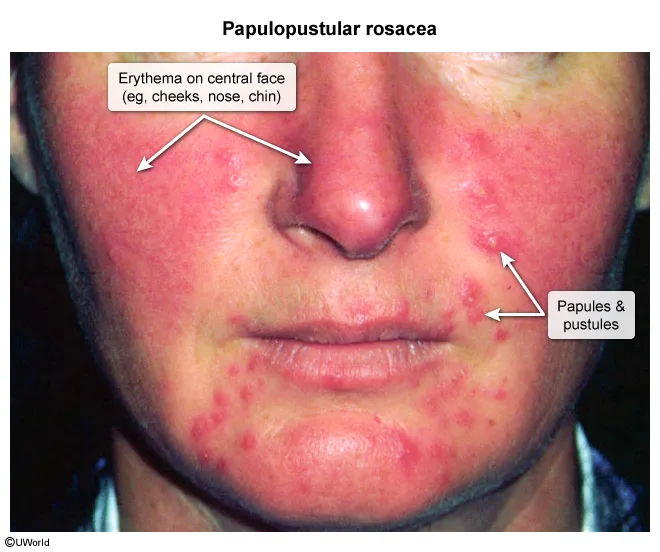 Papulopustular rosacea
Erythema on central face
(eg, cheeks, nose, chin)
Papules &
pustules
©UWorld